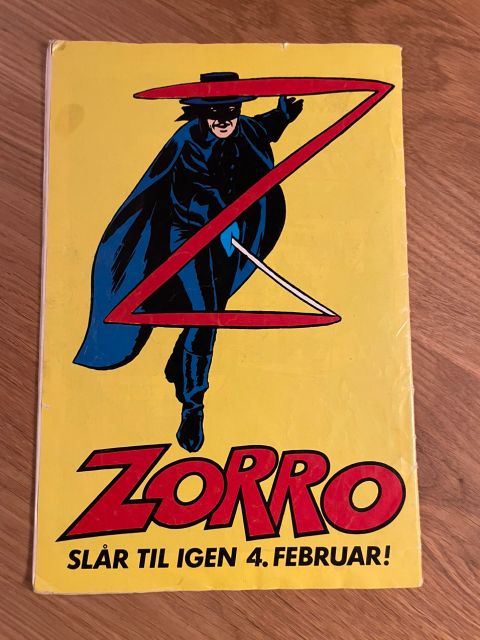 ZORRO
SLÅR TIL IGEN 4. FEBRUAR!